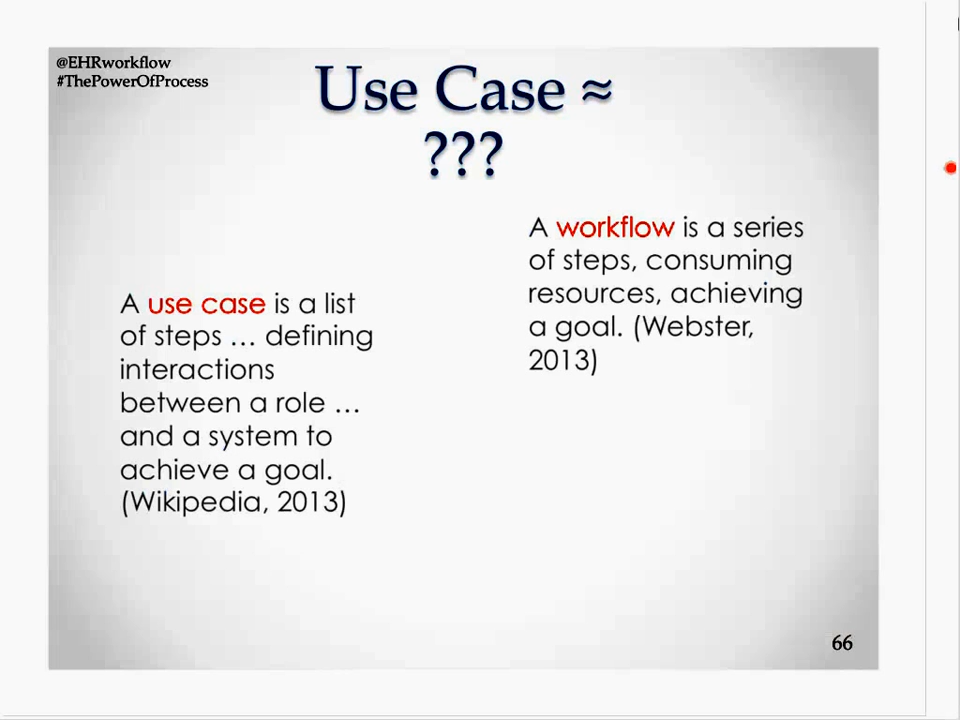 @EHRworkflow
#ThePowerOfProcess
Use Case ≈
???
A use case is a list
of steps … defining
interactions
between a role …
and a system to
achieve a goal.
(Wikipedia, 2013)
A workflow is a series
of steps, consuming
resources, achieving
a goal. (Webster,
2013)
66